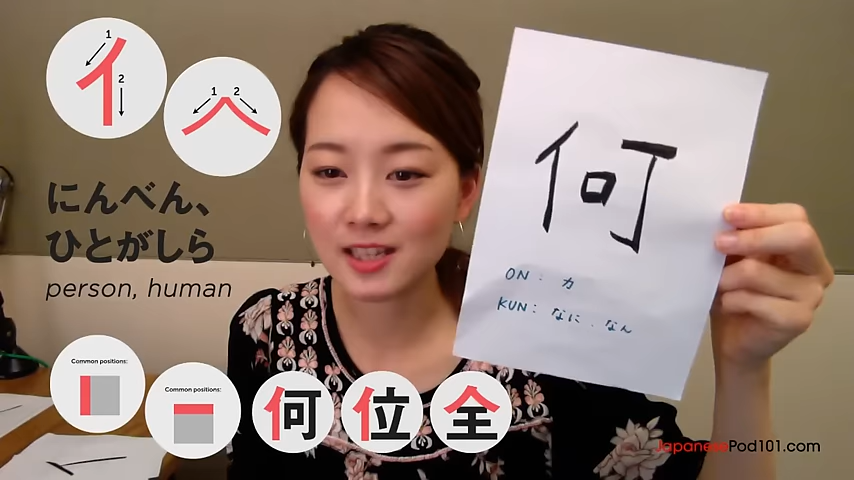 1
2
1 2
にんべん、
ひとがしら
person, human
Common positions:
Common positions:
何 位 全
何
ON: カ
KUN: なに、なん
JapanesePod101.com